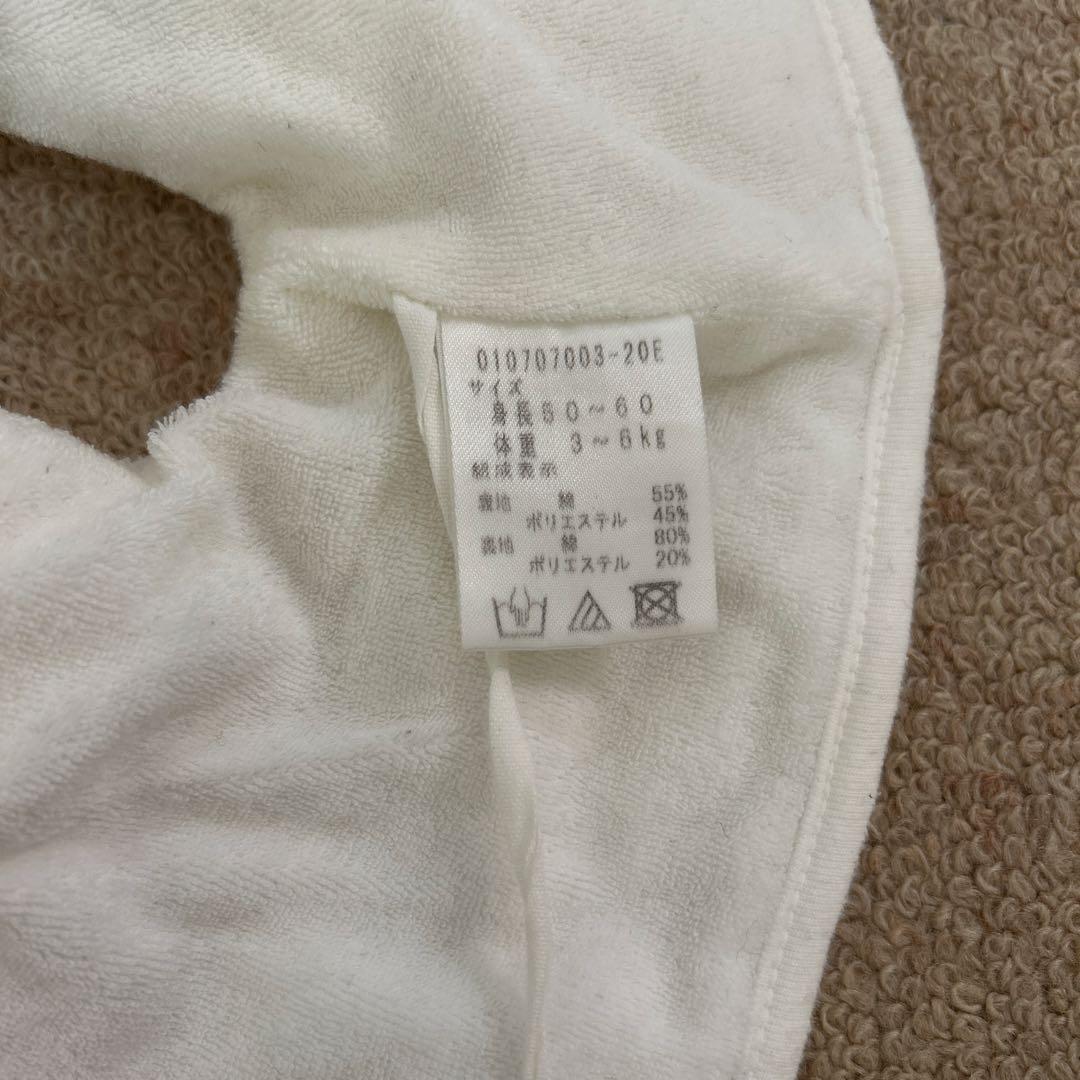 010707003-20E
サイズ
身長50~60
体重 3~6kg
組成表示
表地 綿 55%
ポリエステル 45%
裏地 綿 80%
ポリエステル 20%